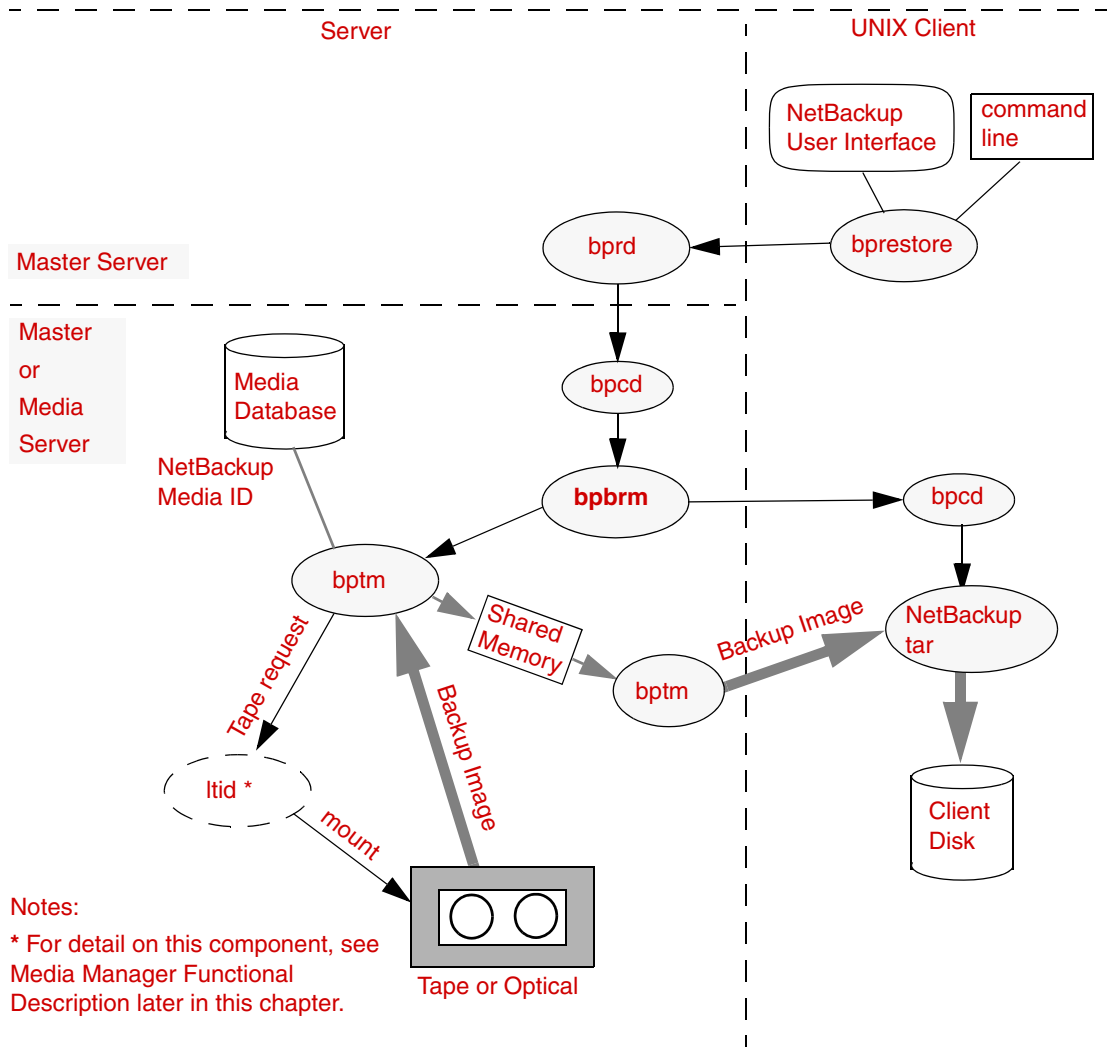 Server
UNIX Client
NetBackup
User Interface
command
line
bprd
bprestore
Master Server
Master
or
Media
Server
Media
Database
bpcd
NetBackup
Media ID
bpbrm
bpcd
bptm
Shared
Memory
Backup Image
NetBackup
tar
Tape request
bptm
Backup Image
ltid *
mount
Client
Disk
Notes:
* For detail on this component, see
Media Manager Functional
Description later in this chapter.
Tape or Optical